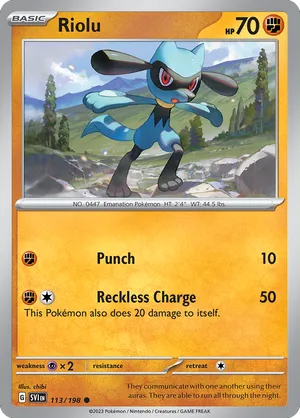 BASIC
Riolu
HP 70
NO. 0447 Emanation Pokémon HT: 2'4" WT: 44.5 lbs.
Punch 10
Reckless Charge 50
This Pokémon also does 20 damage to itself.
weakness ×2 resistance retreat
Illus. chibi
G SVI EN 113/198
They communicate with one another using their
auras. They are able to run all through the night.
©2023 Pokémon / Nintendo / Creatures / GAME FREAK